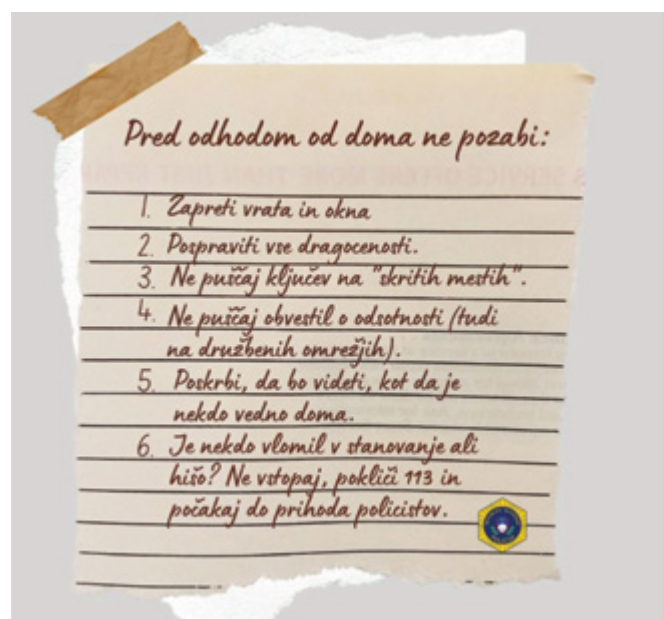 Pred odhodom od doma ne pozabi:
1. Zapreti vrata in okna
2. Pospraviti vse dragocenosti.
3. Ne puščaj ključev na "skritih mestih".
4. Ne puščaj obvestil o odsotnosti (tudi
na družbenih omrežjih).
5. Poskrbi, da bo videti, kot da je
nekdo vedno doma.
6. Je nekdo vlomil v stanovanje ali
hišo? Ne vstopaj, pokliči 113 in
počakaj do prihoda policistov.